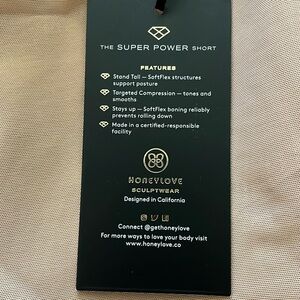 THE SUPER POWER SHORT
FEATURES
Stand Tall – SoftFlex structures
support posture
Targeted Compression – tones and
smooths
Stays up – SoftFlex boning reliably
prevents rolling down
Made in a certified-responsible
facility
HONEYLOVE
SCULPTWEAR
Designed in California
Connect @gethoneylove
For more ways to love your body visit
www.honeylove.co